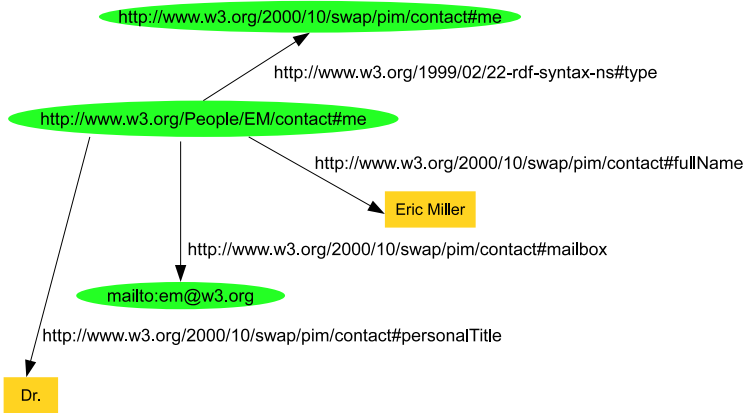 http://www.w3.org/2000/10/swap/pim/contact#me
http://www.w3.org/1999/02/22-rdf-syntax-ns#type
http://www.w3.org/People/EM/contact#me
http://www.w3.org/2000/10/swap/pim/contact#fullName
Eric Miller
http://www.w3.org/2000/10/swap/pim/contact#mailbox
mailto:em@w3.org
http://www.w3.org/2000/10/swap/pim/contact#personalTitle
Dr.